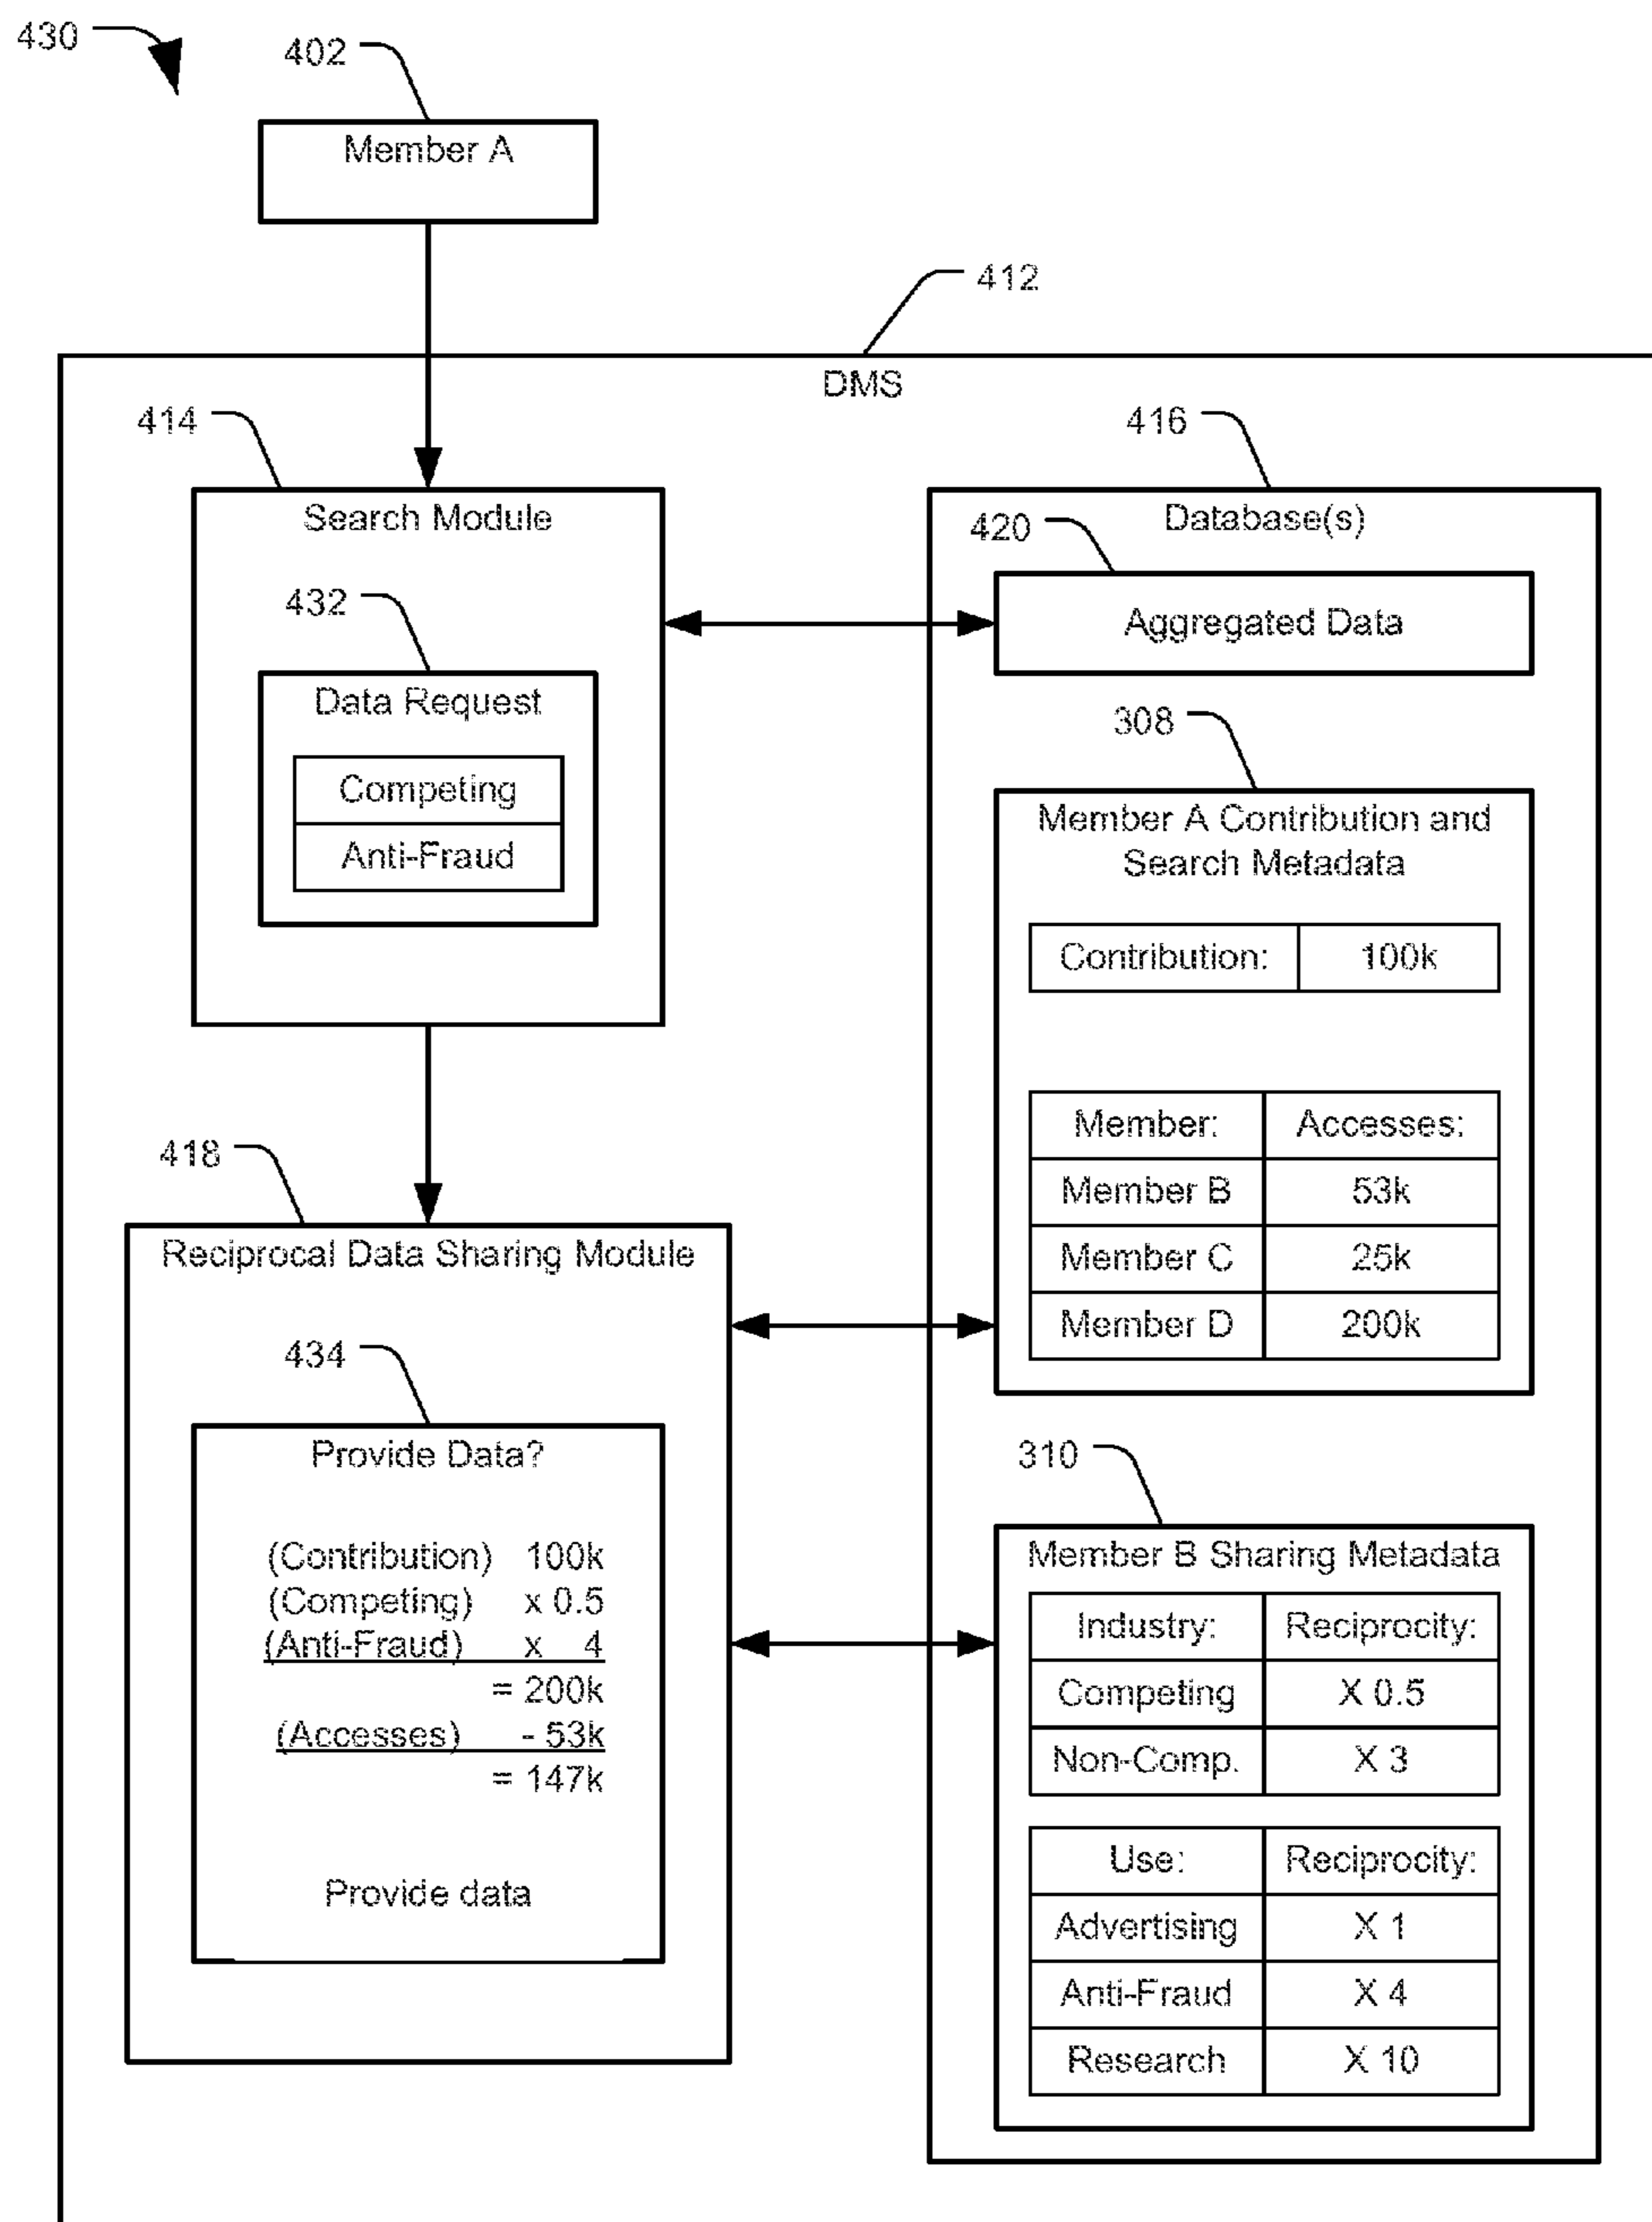 430
402
Member A
412
DMS
414
Search Module
432
Data Request
Competing
Anti-Fraud
416
Database(s)
420
Aggregated Data
308
Member A Contribution and
Search Metadata
Contribution: 100k
Member: Accesses:
Member B 53k
Member C 25k
Member D 200k
418
Reciprocal Data Sharing Module
434
Provide Data?
(Contribution) 100k
(Competing) x 0.5
(Anti-Fraud) x 4
= 200k
(Accesses) - 53k
= 147k
Provide data
310
Member B Sharing Metadata
Industry: Reciprocity:
Competing X 0.5
Non-Comp. X 3
Use: Reciprocity:
Advertising X 1
Anti-Fraud X 4
Research X 10